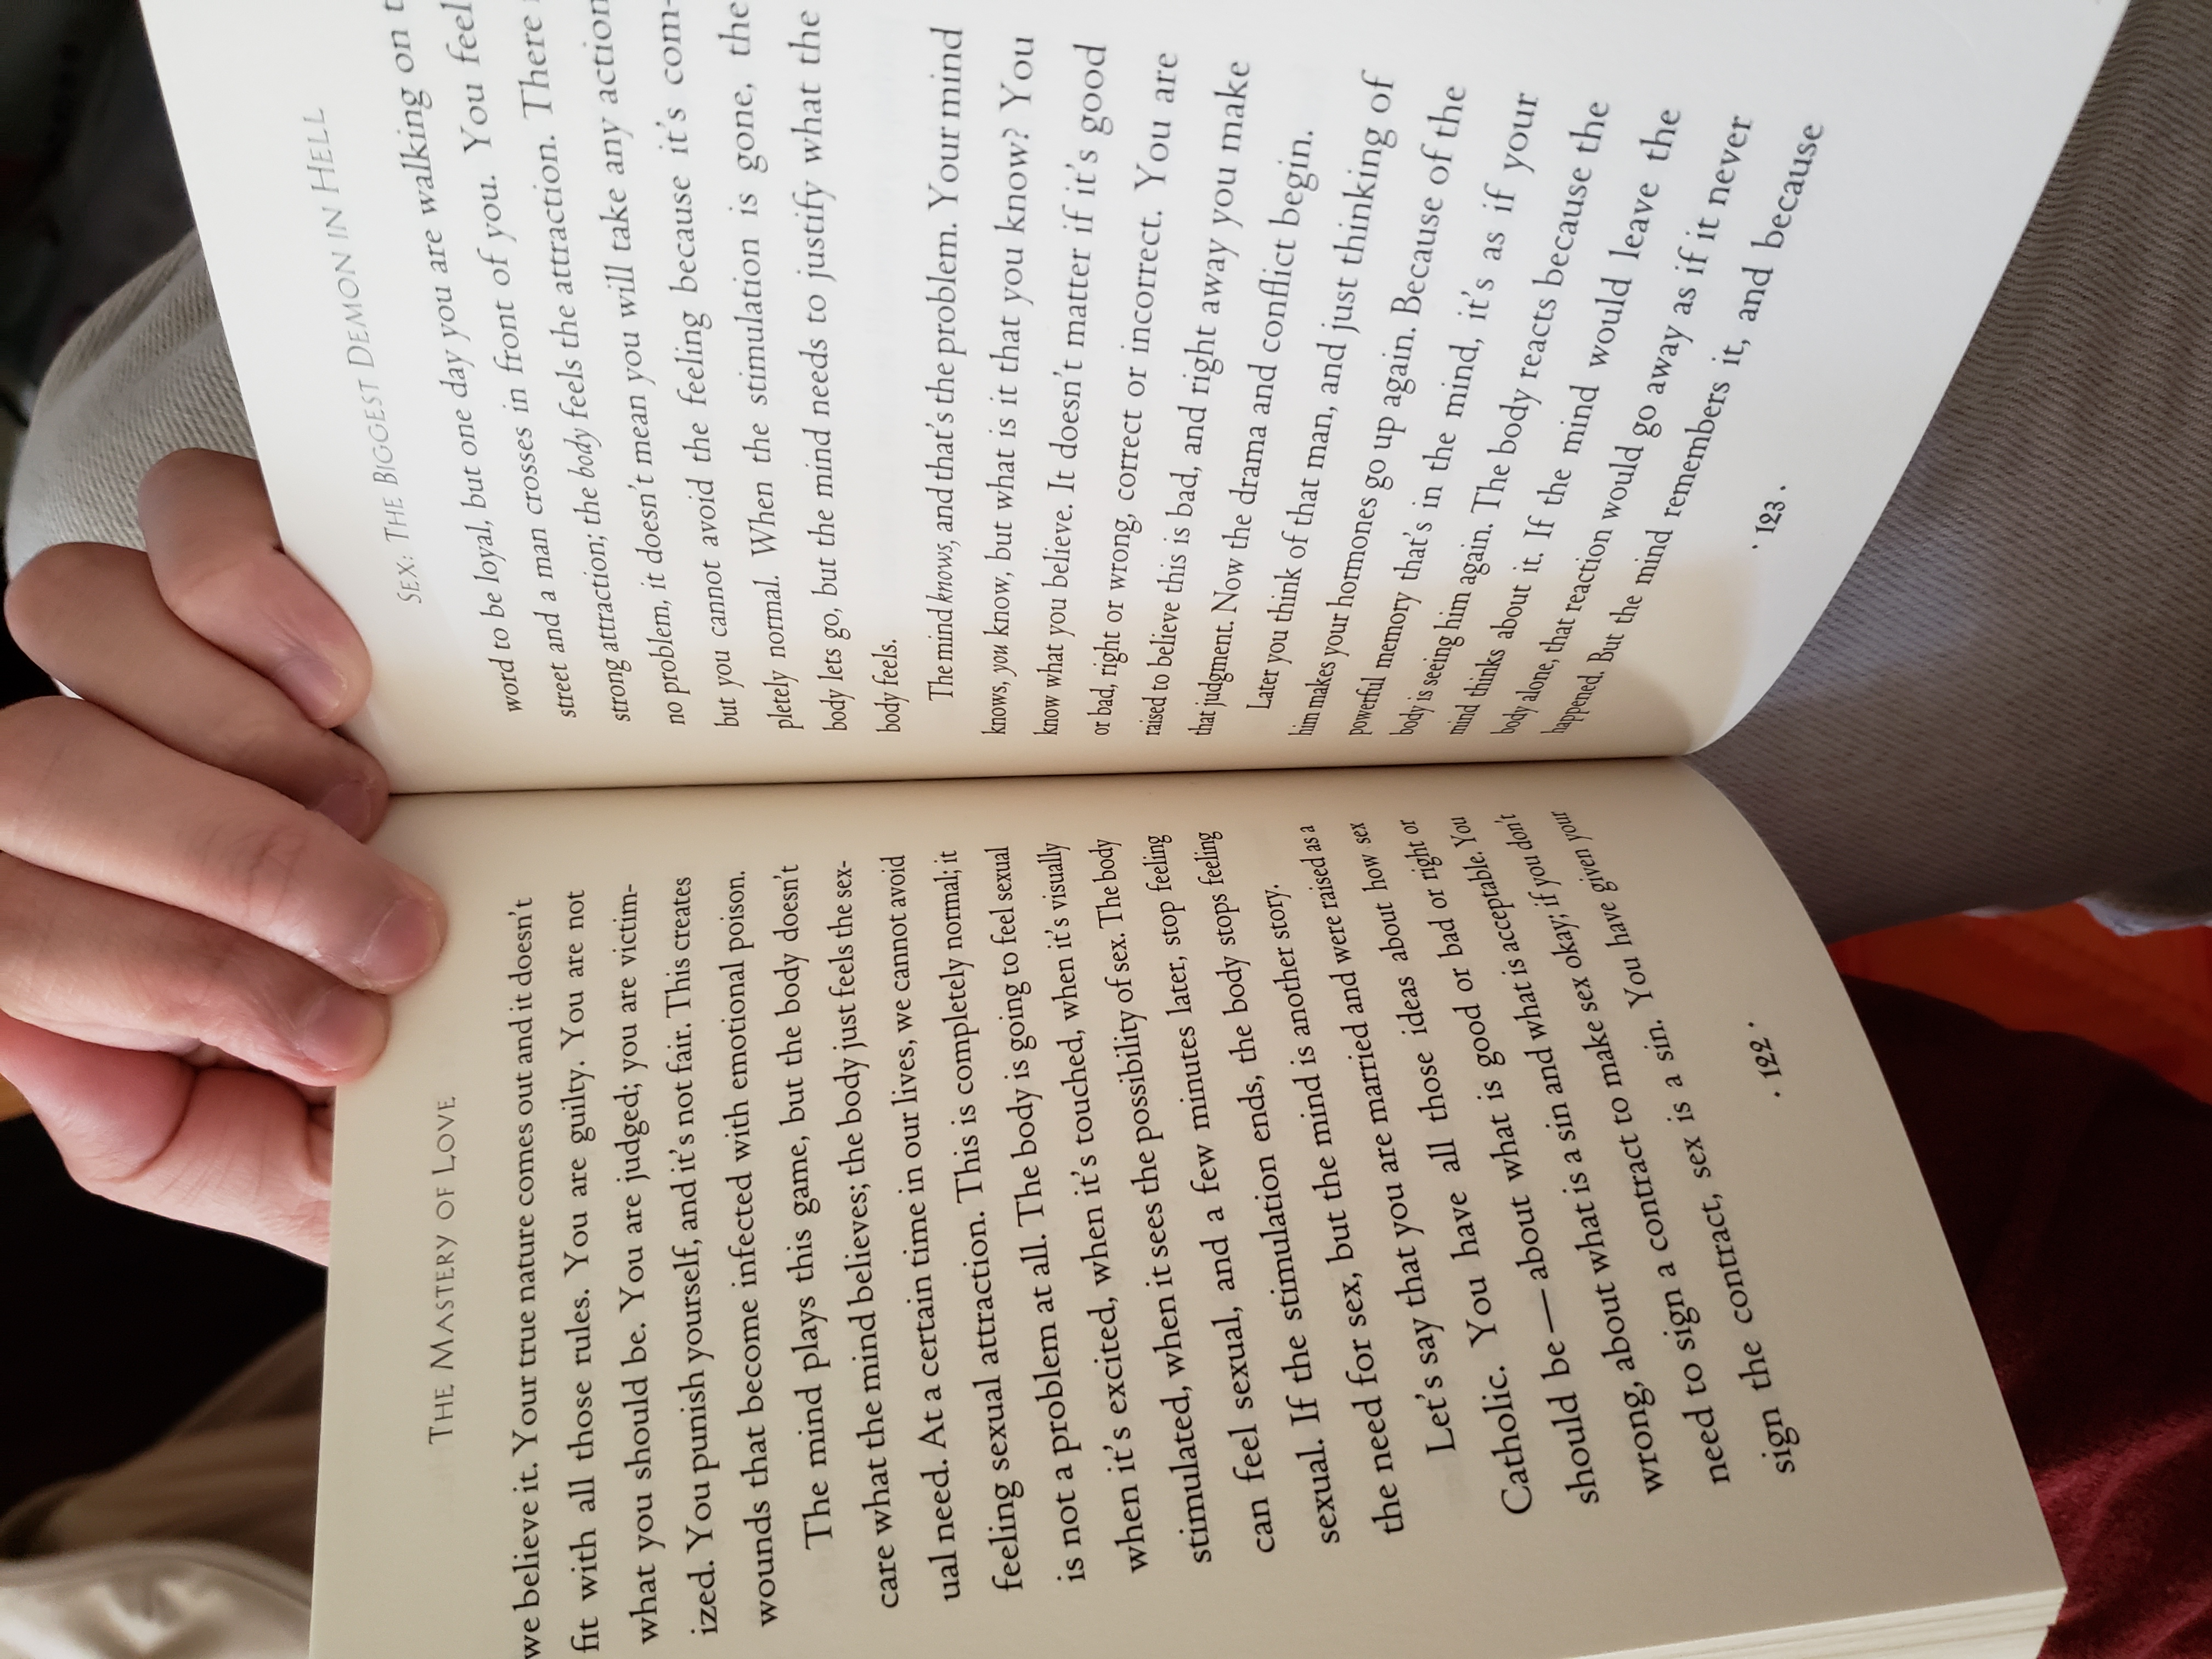 THE MASTERY OF LOVE
we believe it. Your true nature comes out and it doesn't
fit with all those rules. You are guilty. You are not
what you should be. You are judged; you are victim-
ized. You punish yourself, and it's not fair. This creates
wounds that become infected with emotional poison.
The mind plays this game, but the body doesn't
care what the mind believes; the body just feels the sex-
ual need. At a certain time in our lives, we cannot avoid
feeling sexual attraction. This is completely normal; it
is not a problem at all. The body is going to feel sexual
when it's excited, when it's touched, when it's visually
stimulated, when it sees the possibility of sex. The body
can feel sexual, and a few minutes later, stop feeling
sexual. If the stimulation ends, the body stops feeling
the need for sex, but the mind is another story.
Let's say that you are married and were raised as a
Catholic. You have all those ideas about how sex
should be — about what is good or bad or right or
wrong, about what is a sin and what is acceptable. You
need to sign a contract to make sex okay; if you don't
sign the contract, sex is a sin. You have given your
· 122 ·
SEX: THE BIGGEST DEMON IN HELL
word to be loyal, but one day you are walking on
street and a man crosses in front of you. You feel
strong attraction; the body feels the attraction. There
no problem, it doesn't mean you will take any action
but you cannot avoid the feeling because it's com-
pletely normal. When the stimulation is gone, the
body lets go, but the mind needs to justify what the
body feels.
The mind knows, and that's the problem. Your mind
knows, you know, but what is it that you know? You
know what you believe. It doesn't matter if it's good
or bad, right or wrong, correct or incorrect. You are
raised to believe this is bad, and right away you make
that judgment. Now the drama and conflict begin.
Later you think of that man, and just thinking of
him makes your hormones go up again. Because of the
powerful memory that's in the mind, it's as if your
body is seeing him again. The body reacts because the
mind thinks about it. If the mind would leave the
body alone, that reaction would go away as if it never
happened. But the mind remembers it, and because
· 123 ·